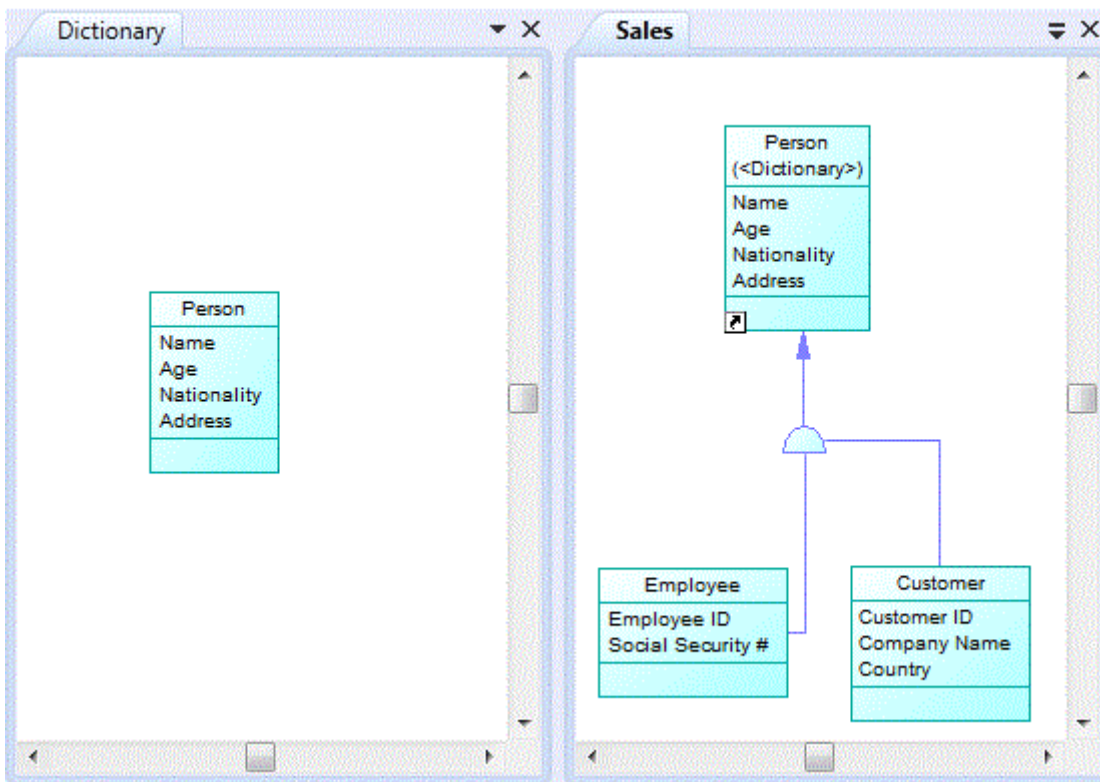 Dictionary
Person
Name
Age
Nationality
Address
Sales
Person
(<Dictionary>)
Name
Age
Nationality
Address
Employee
Employee ID
Social Security #
Customer
Customer ID
Company Name
Country